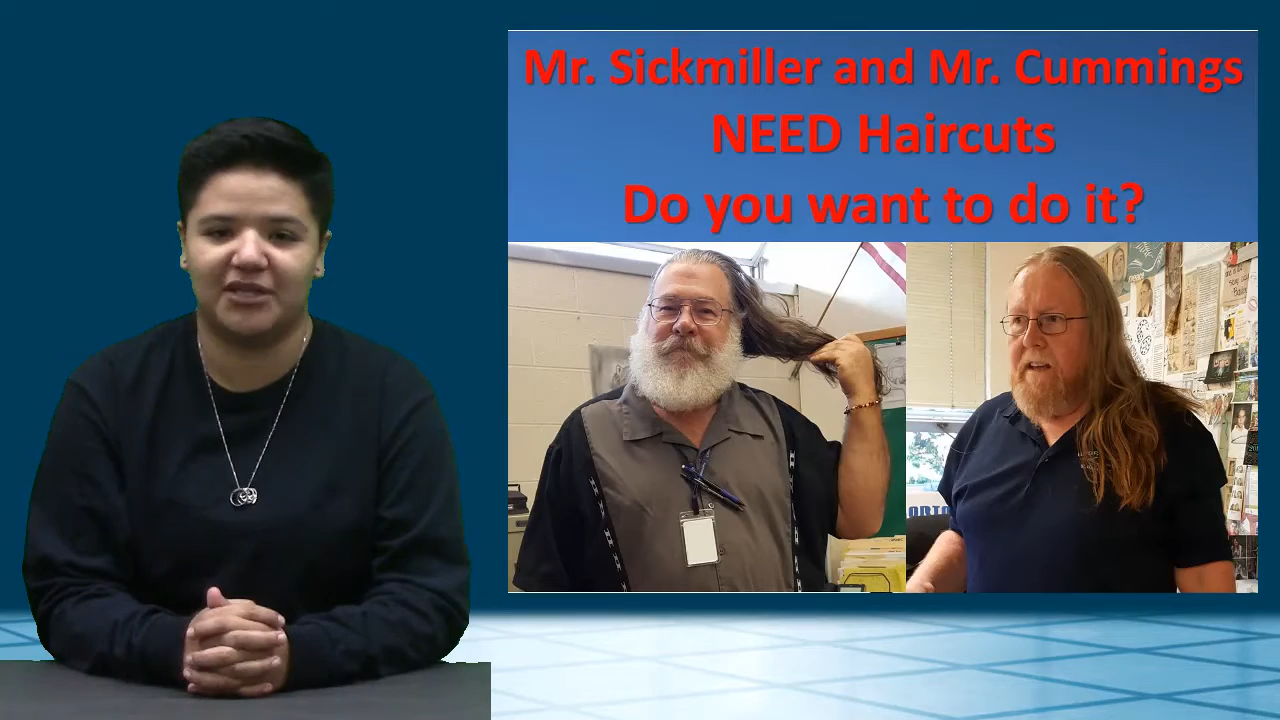 Mr. Sickmiller and Mr. Cummings
NEED Haircuts
Do you want to do it?